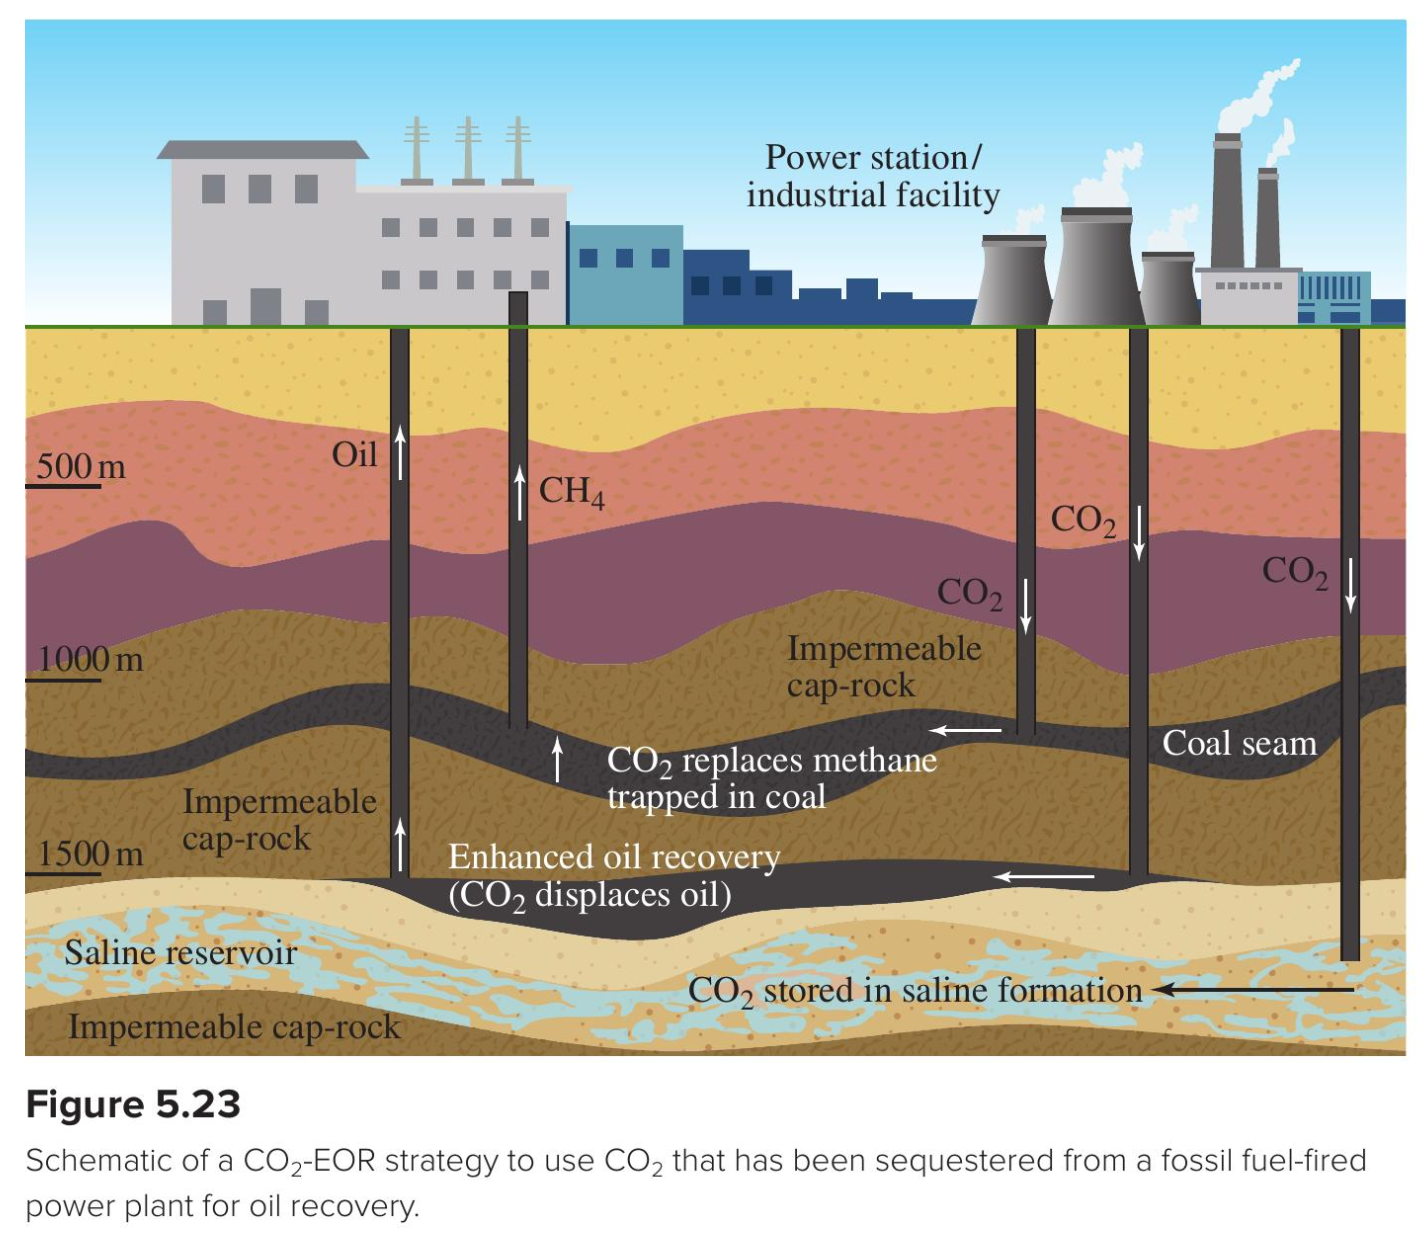 Power station/
industrial facility
Oil
500 m
CH₄
CO₂
CO₂
CO₂
Impermeable
cap-rock
1000 m
Coal seam
CO₂ replaces methane
trapped in coal
Impermeable
cap-rock
1500 m
Enhanced oil recovery
(CO₂ displaces oil)
Saline reservoir
CO₂ stored in saline formation
Impermeable cap-rock
Figure 5.23
Schematic of a CO₂-EOR strategy to use CO₂ that has been sequestered from a fossil fuel-fired
power plant for oil recovery.